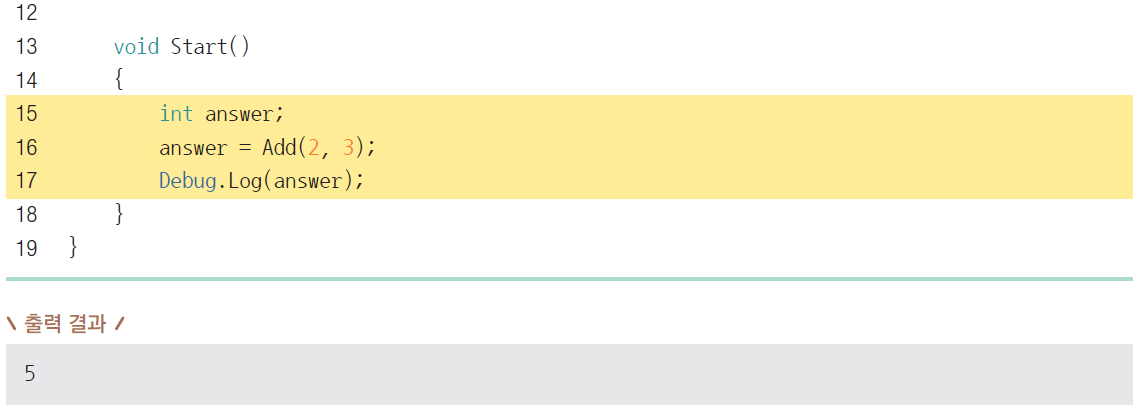 12
13 void Start()
14 {
15 int answer;
16 answer = Add(2, 3);
17 Debug.Log(answer);
18 }
19 }
\ 출력 결과 /
5